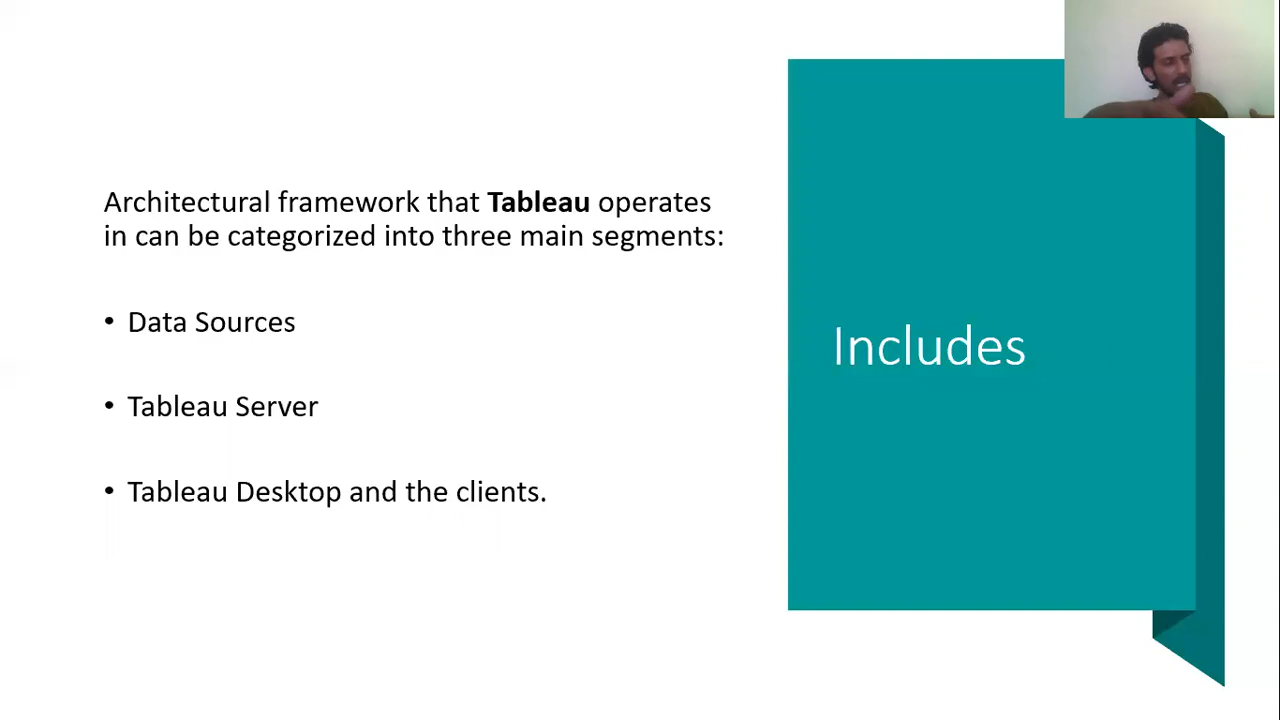 Architectural framework that Tableau operates
in can be categorized into three main segments:
• Data Sources
• Tableau Server
• Tableau Desktop and the clients.
Includes